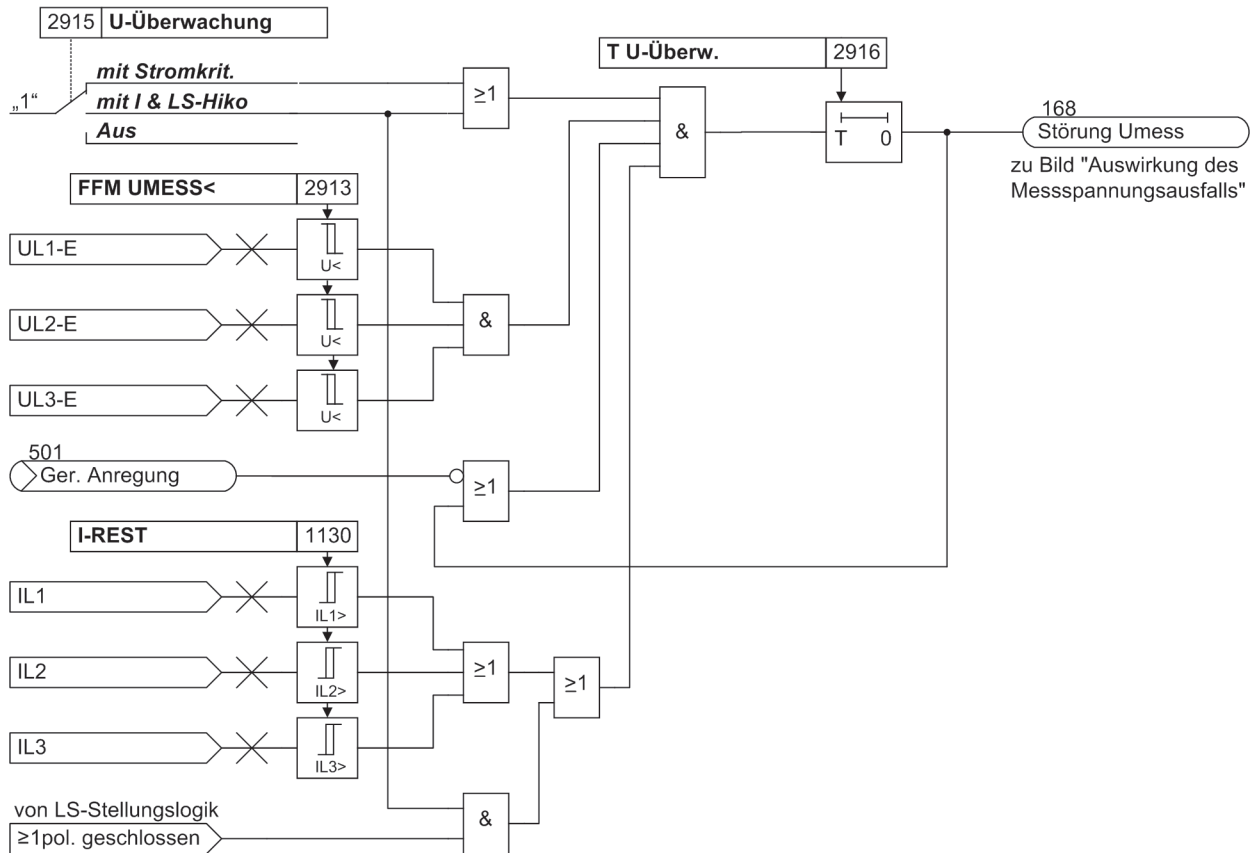 2915 U-Überwachung
T U-Überw. 2916
mit Stromkrit.
„1“
mit I & LS-Hiko
Aus
≥1
&
T 0
168
Störung Umess
zu Bild "Auswirkung des
Messspannungsausfalls"
FFM UMESS< 2913
UL1-E
U<
UL2-E
U<
&
UL3-E
U<
501
Ger. Anregung
≥1
I-REST 1130
IL1
IL1>
IL2
IL2>
≥1
≥1
IL3
IL3>
von LS-Stellungslogik
≥1pol. geschlossen
&